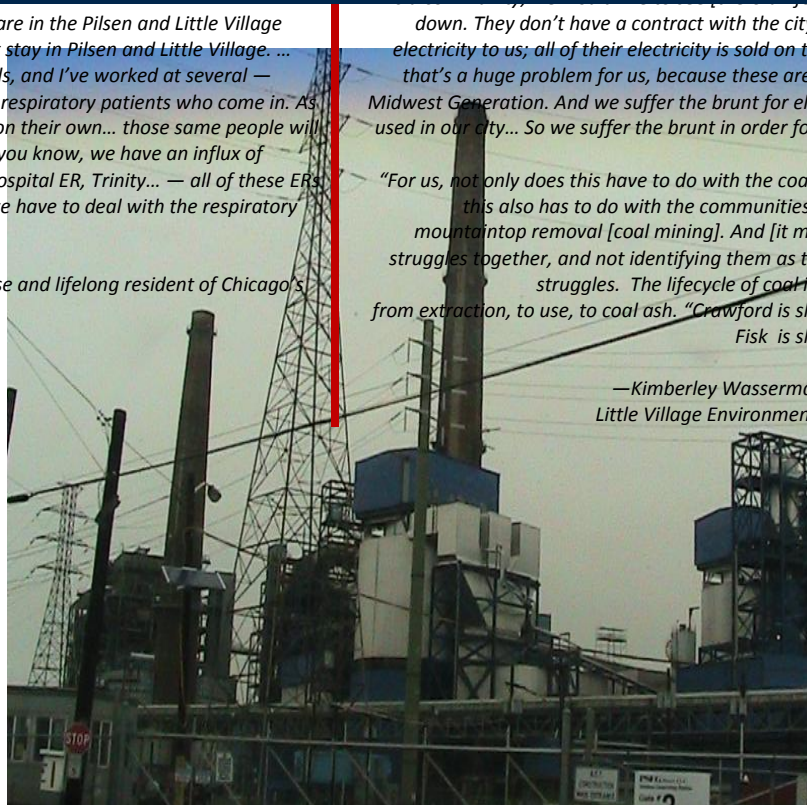 are in the Pilsen and Little Village
stay in Pilsen and Little Village. ...
ls, and I've worked at several —
respiratory patients who come in. As
on their own... those same people will
you know, we have an influx of
ospital ER, Trinity... — all of these ERs
e have to deal with the respiratory
se and lifelong resident of Chicago's
down. They don't have a contract with the city
electricity to us; all of their electricity is sold on t
that's a huge problem for us, because these are
Midwest Generation. And we suffer the brunt for el
used in our city... So we suffer the brunt in order fo
“For us, not only does this have to do with the coa
this also has to do with the communities
mountaintop removal [coal mining]. And [it m
struggles together, and not identifying them as t
struggles. The lifecycle of coal i
from extraction, to use, to coal ash. “Crawford is sl
Fisk is sl
—Kimberley Wasserma
Little Village Environmen
STOP